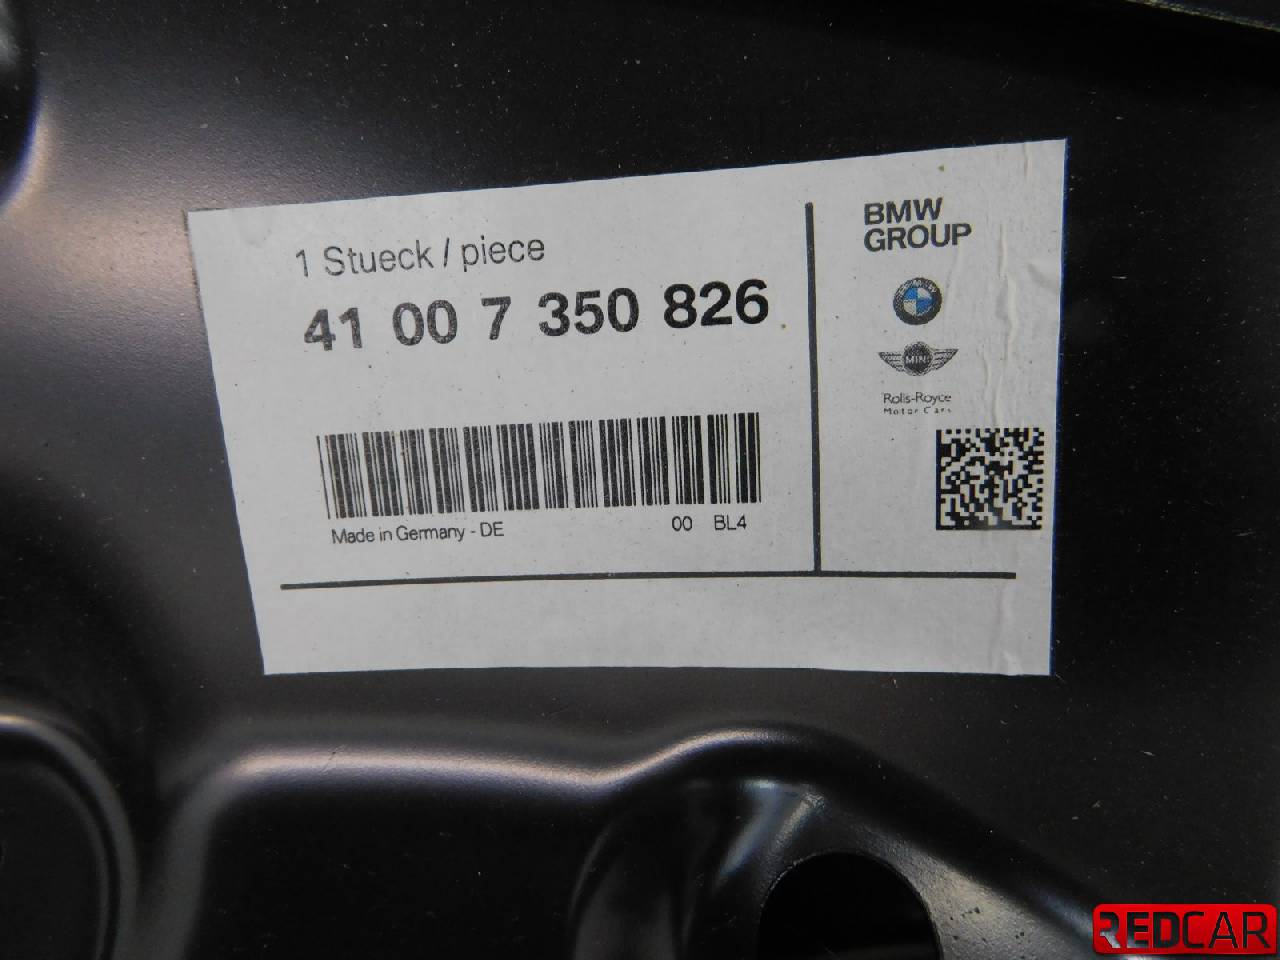 1 Stueck / piece
41 00 7 350 826
Made in Germany - DE
00 BL4
BMW
GROUP
MINI
Rolls-Royce
Motor Cars
REDCAR